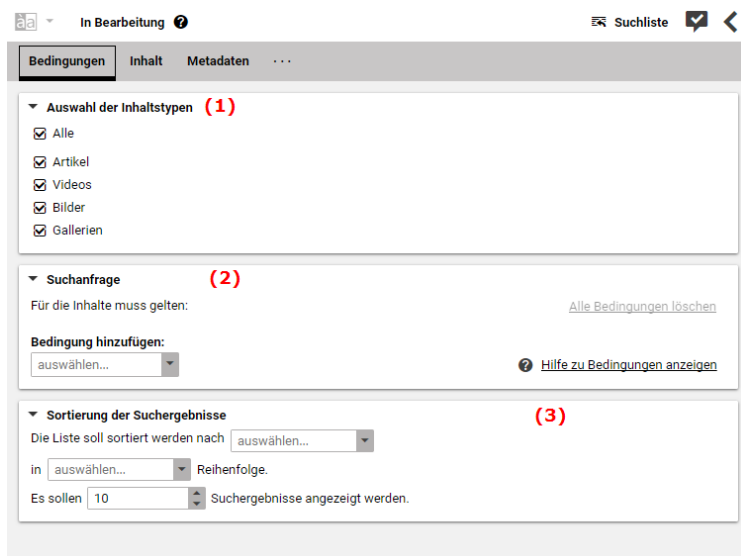 àa In Bearbeitung ? Suchliste
Bedingungen Inhalt Metadaten ...
Auswahl der Inhaltstypen (1)
Alle
Artikel
Videos
Bilder
Gallerien
Suchanfrage (2)
Für die Inhalte muss gelten: Alle Bedingungen löschen
Bedingung hinzufügen:
auswählen... ? Hilfe zu Bedingungen anzeigen
Sortierung der Suchergebnisse (3)
Die Liste soll sortiert werden nach auswählen...
in auswählen... Reihenfolge.
Es sollen 10 Suchergebnisse angezeigt werden.